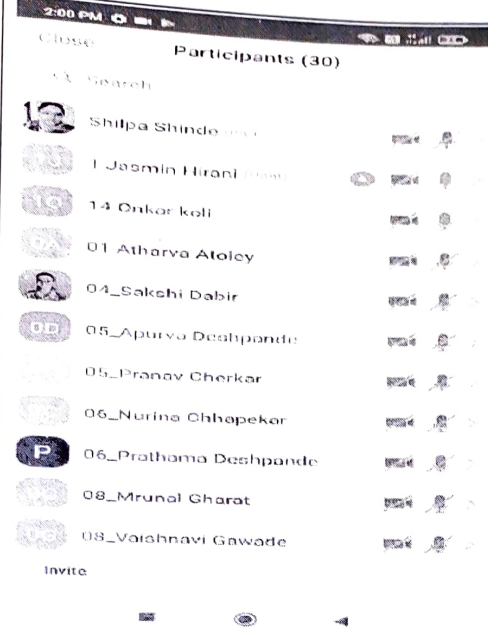 2:00 PM
Close
Participants (30)
Search
Shilpa Shinde
1 Jasmin Hirani
14 Onkar koli
01 Atharva Atoley
04_Sakshi Dabir
05_Apurva Deshpande
05_Pranav Cherkar
06_Nurina Chhapekar
P
06_Prathama Deshpande
08_Mrunal Gharat
08_Vaishnavi Gawade
Invite